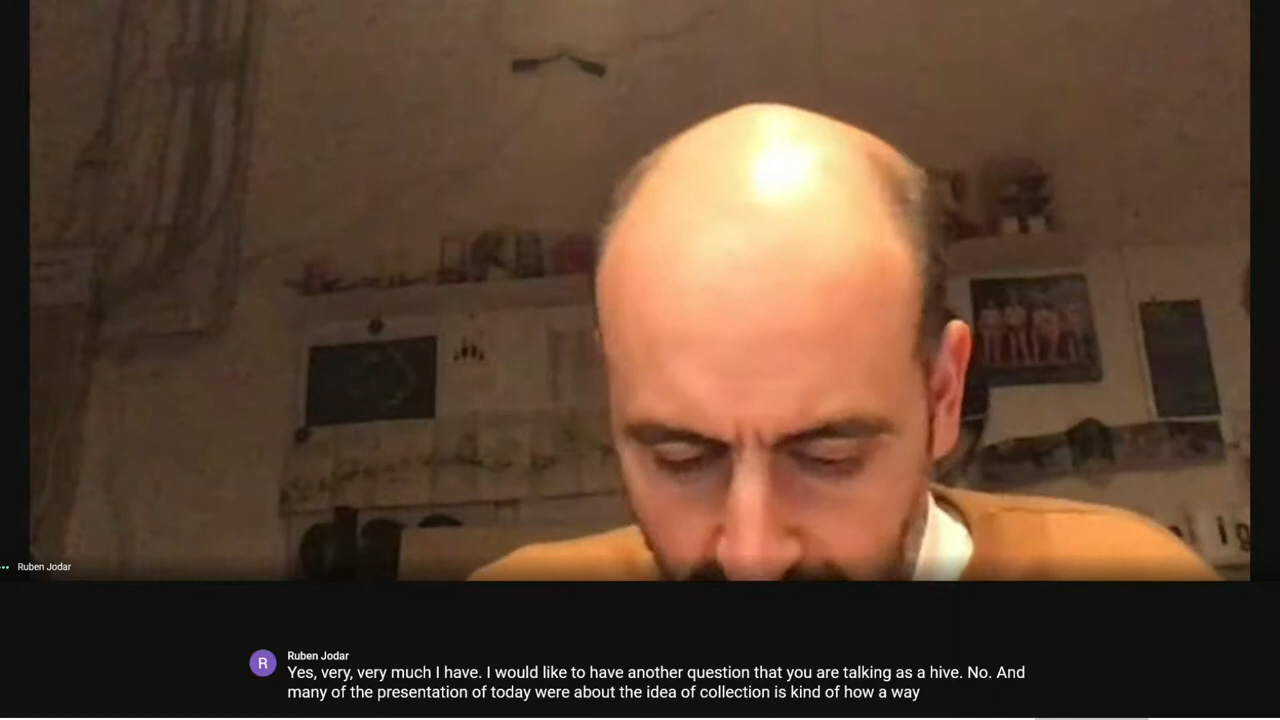 Ruben Jodar
Ruben Jodar
R
Yes, very, very much I have. I would like to have another question that you are talking as a hive. No. And
many of the presentation of today were about the idea of collection is kind of how a way